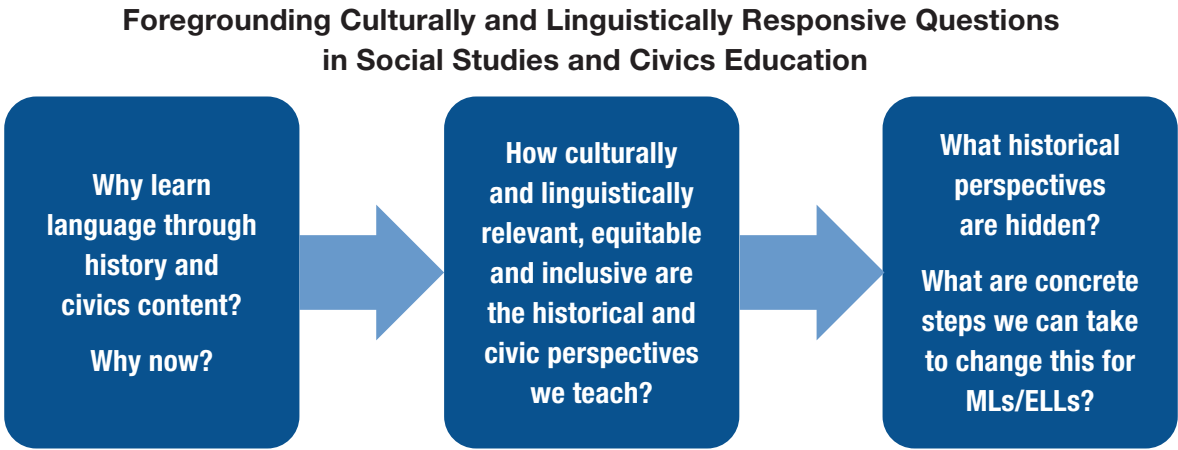 Foregrounding Culturally and Linguistically Responsive Questions
in Social Studies and Civics Education
Why learn
language through
history and
civics content?
Why now?
How culturally
and linguistically
relevant, equitable
and inclusive are
the historical and
civic perspectives
we teach?
What historical
perspectives
are hidden?
What are concrete
steps we can take
to change this for
MLs/ELLs?